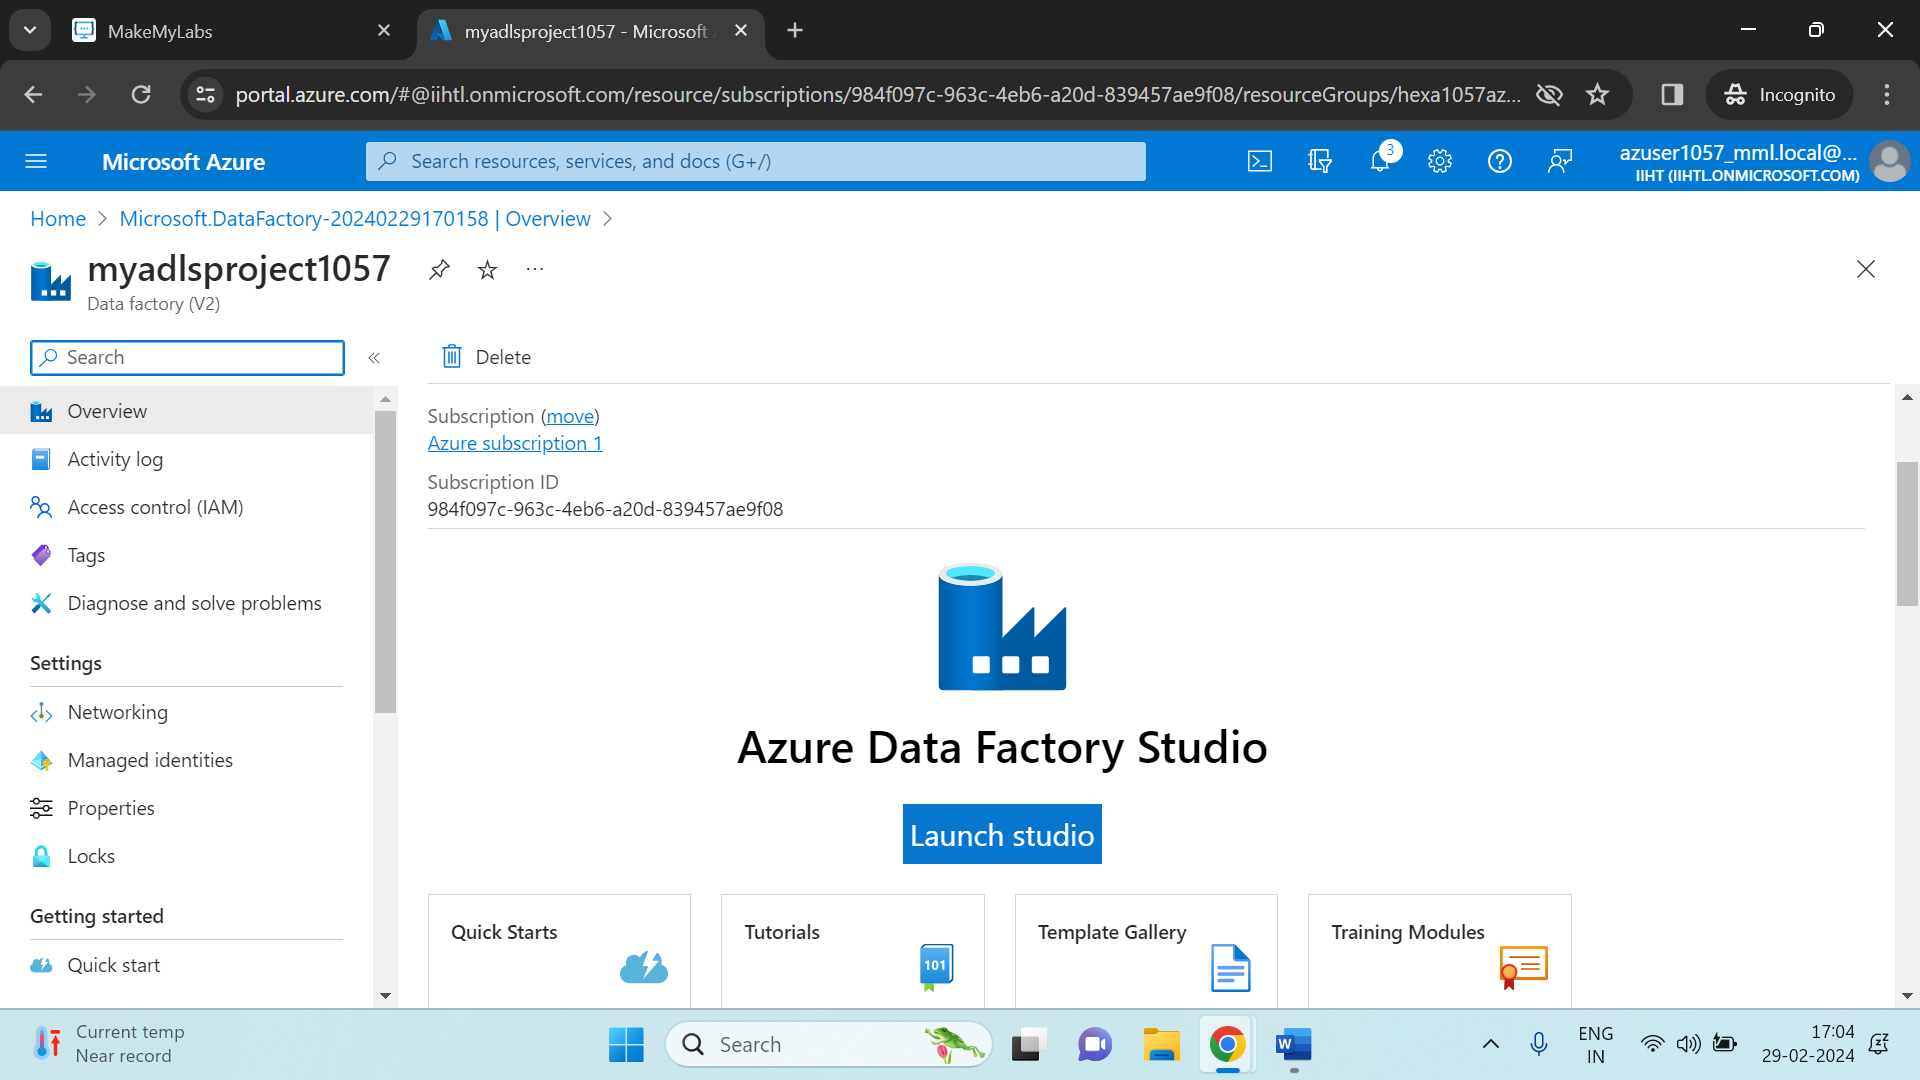 MakeMyLabs
myadlsproject1057 - Microsoft
portal.azure.com/#@iihtl.onmicrosoft.com/resource/subscriptions/984f097c-963c-4eb6-a20d-839457ae9f08/resourceGroups/hexa1057az...
Incognito
Microsoft Azure
Search resources, services, and docs (G+/)
3
azuser1057_mml.local@...
IIHT (IIHTL.ONMICROSOFT.COM)
Home > Microsoft.DataFactory-20240229170158 | Overview >
myadlsproject1057
Data factory (V2)
Search
Delete
Overview
Activity log
Access control (IAM)
Tags
Diagnose and solve problems
Settings
Networking
Managed identities
Properties
Locks
Getting started
Quick start
Subscription (move)
Azure subscription 1
Subscription ID
984f097c-963c-4eb6-a20d-839457ae9f08
Azure Data Factory Studio
Launch studio
Quick Starts
Tutorials
101
Template Gallery
Training Modules
Current temp
Near record
Search
W
ENG
IN
17:04
29-02-2024